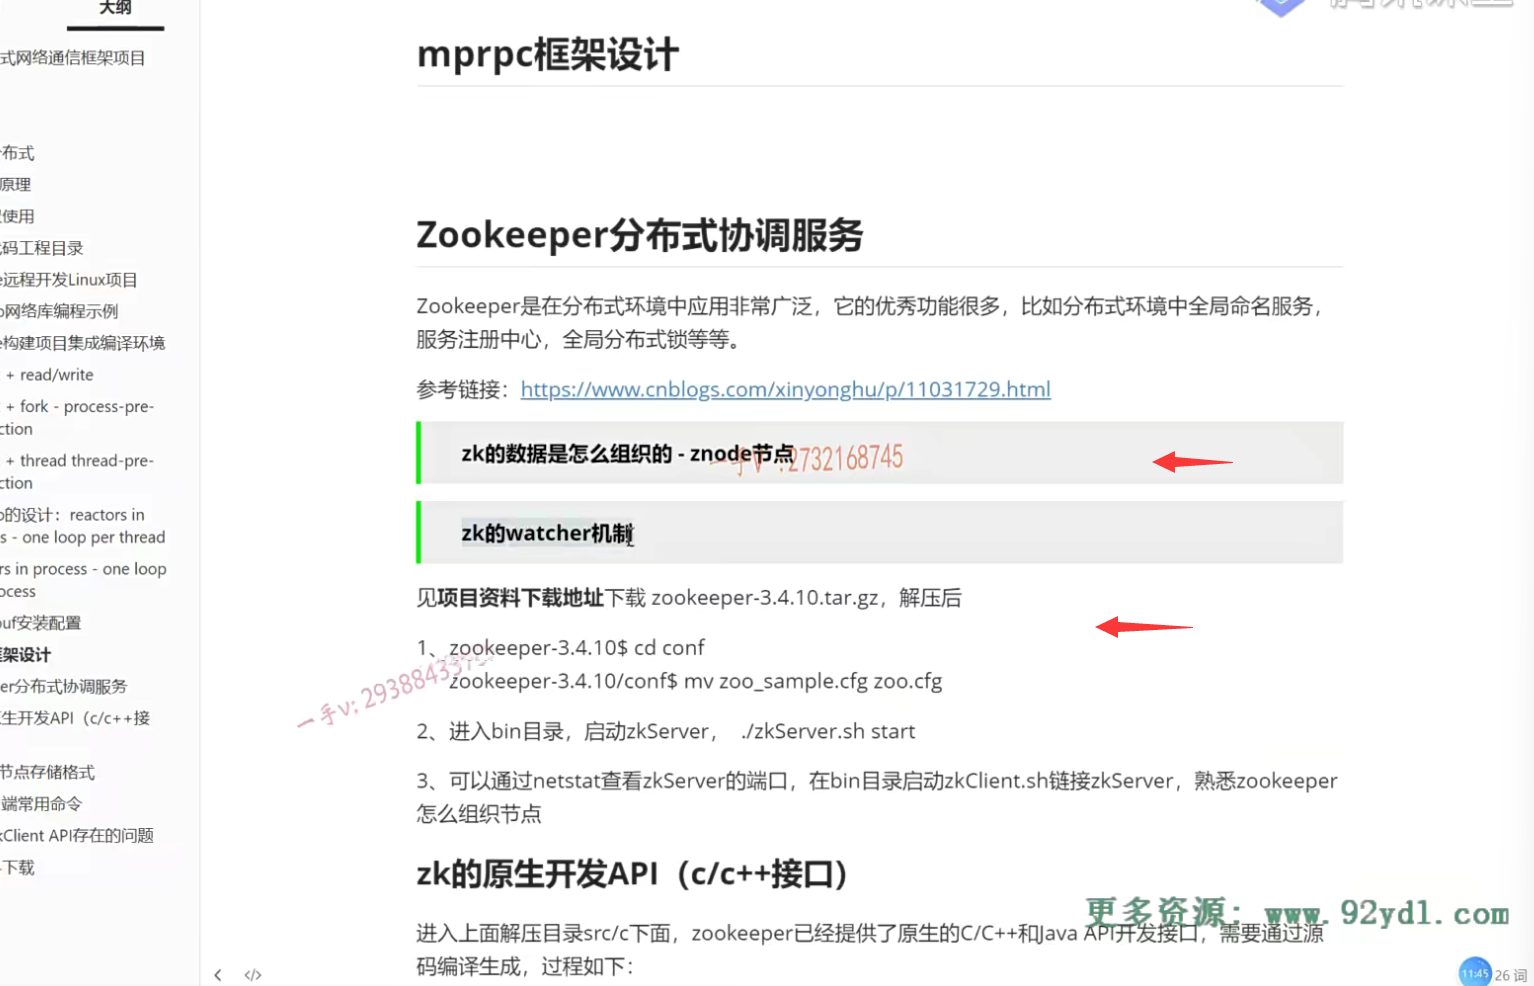 大纲
式网络通信框架项目
布式
原理
使用
码工程目录
e远程开发Linux项目
o网络库编程示例
e构建项目集成编译环境
+ read/write
+ fork - process-pre-
ction
+ thread thread-pre-
ction
o的设计：reactors in
s - one loop per thread
rs in process - one loop
ocess
buf安装配置
框架设计
er分布式协调服务
生开发API（c/c++接
节点存储格式
端常用命令
kClient API存在的问题
下载
mprpc框架设计
Zookeeper分布式协调服务
Zookeeper是在分布式环境中应用非常广泛，它的优秀功能很多，比如分布式环境中全局命名服务，
服务注册中心，全局分布式锁等等。
参考链接：https://www.cnblogs.com/xinyonghu/p/11031729.html
zk的数据是怎么组织的 - znode节点
一手V :2732168745
zk的watcher机制
见项目资料下载地址下载 zookeeper-3.4.10.tar.gz，解压后
1、zookeeper-3.4.10$ cd conf
zookeeper-3.4.10/conf$ mv zoo_sample.cfg zoo.cfg
2、进入bin目录，启动zkServer， ./zkServer.sh start
3、可以通过netstat查看zkServer的端口，在bin目录启动zkClient.sh链接zkServer，熟悉zookeeper
怎么组织节点
zk的原生开发API（c/c++接口）
更多资源：www.92ydl.com
进入上面解压目录src/c下面，zookeeper已经提供了原生的C/C++和Java API开发接口，需要通过源
码编译生成，过程如下：
11:45
26 词